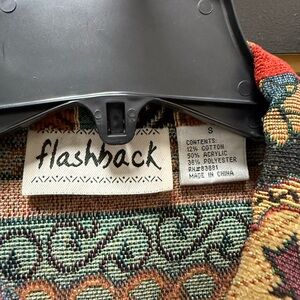 flashback
S
CONTENTS:
12% COTTON
50% ACRYLIC
38% POLYESTER
RN#83881
MADE IN CHINA